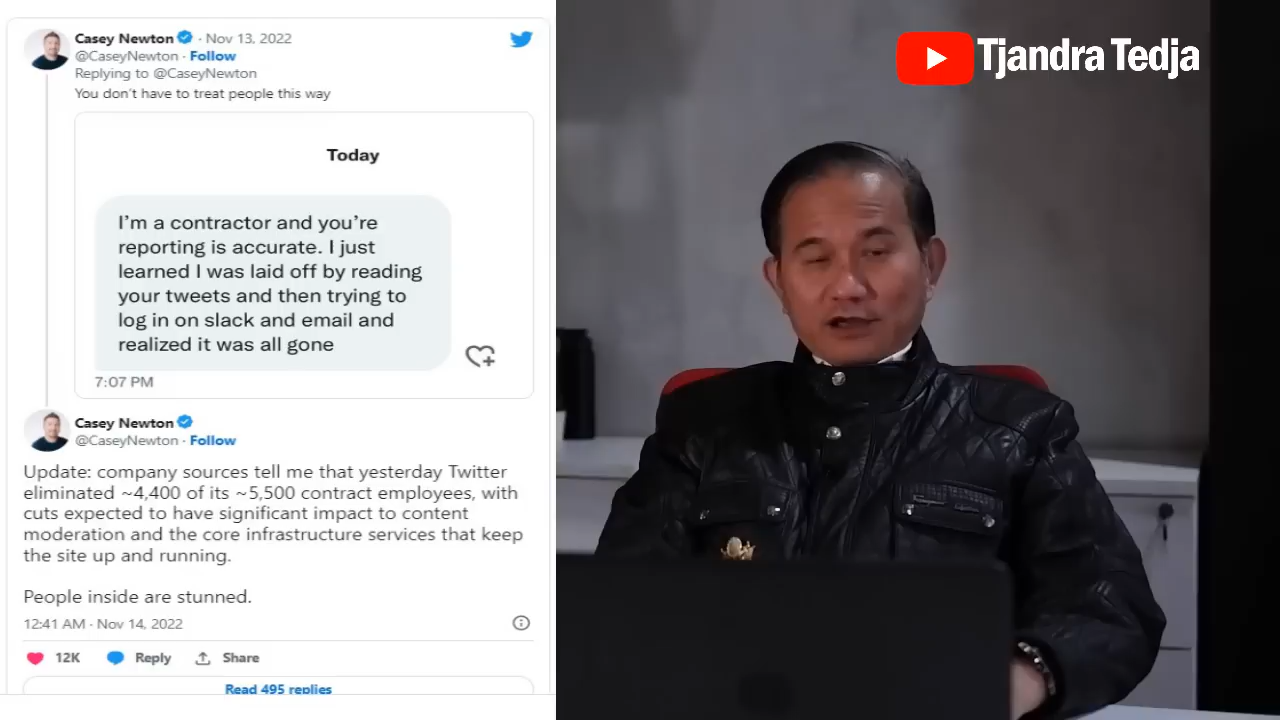 Casey Newton · Nov 13, 2022
@CaseyNewton · Follow
Replying to @CaseyNewton
You don't have to treat people this way
Today
I'm a contractor and you're
reporting is accurate. I just
learned I was laid off by reading
your tweets and then trying to
log in on slack and email and
realized it was all gone
7:07 PM
Casey Newton
@CaseyNewton · Follow
Update: company sources tell me that yesterday Twitter
eliminated ~4,400 of its ~5,500 contract employees, with
cuts expected to have significant impact to content
moderation and the core infrastructure services that keep
the site up and running.
People inside are stunned.
12:41 AM · Nov 14, 2022
12K Reply Share
Read 495 replies
Tjandra Tedja